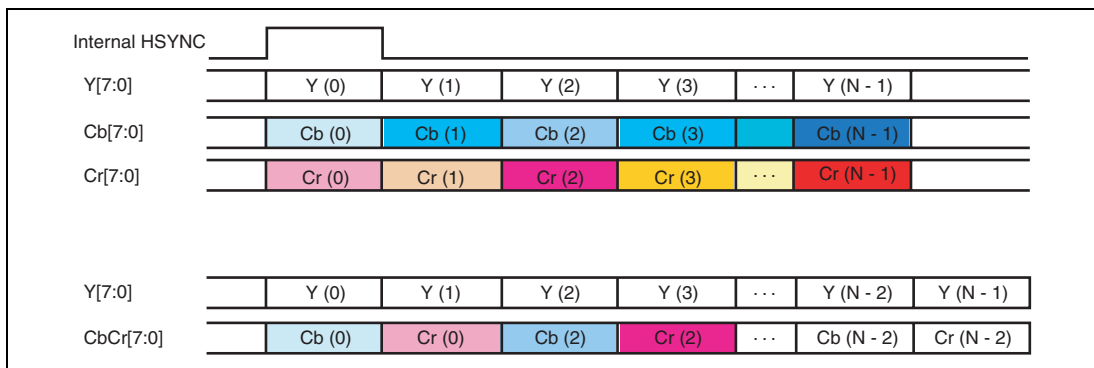 Internal HSYNC
Y[7:0] Y (0) Y (1) Y (2) Y (3) ··· Y (N - 1)
Cb[7:0] Cb (0) Cb (1) Cb (2) Cb (3) Cb (N - 1)
Cr[7:0] Cr (0) Cr (1) Cr (2) Cr (3) ··· Cr (N - 1)
Y[7:0] Y (0) Y (1) Y (2) Y (3) ··· Y (N - 2) Y (N - 1)
CbCr[7:0] Cb (0) Cr (0) Cb (2) Cr (2) ··· Cb (N - 2) Cr (N - 2)